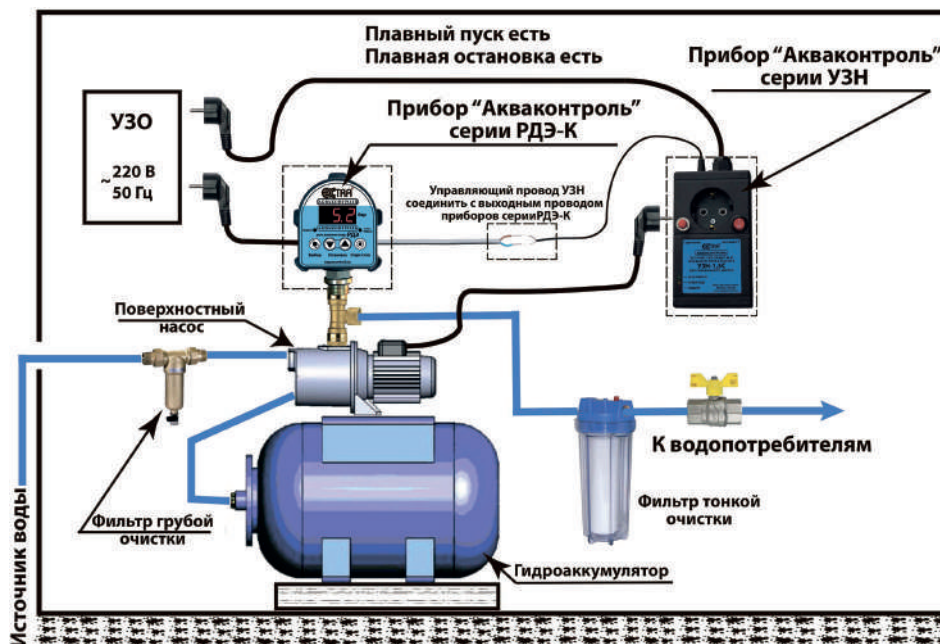 Плавный пуск есть
Плавная остановка есть
Прибор “Акваконтроль”
серии УЗН
УЗО
~220 В
50 Гц
Прибор “Акваконтроль”
серии РДЭ-К
EXTRA
5.2
Управляющий провод УЗН
соединить с выходным проводом
приборов серииРДЭ-К
Поверхностный
насос
К водопотребителям
Фильтр грубой
очистки
Фильтр тонкой
очистки
Гидроаккумулятор
Источник воды